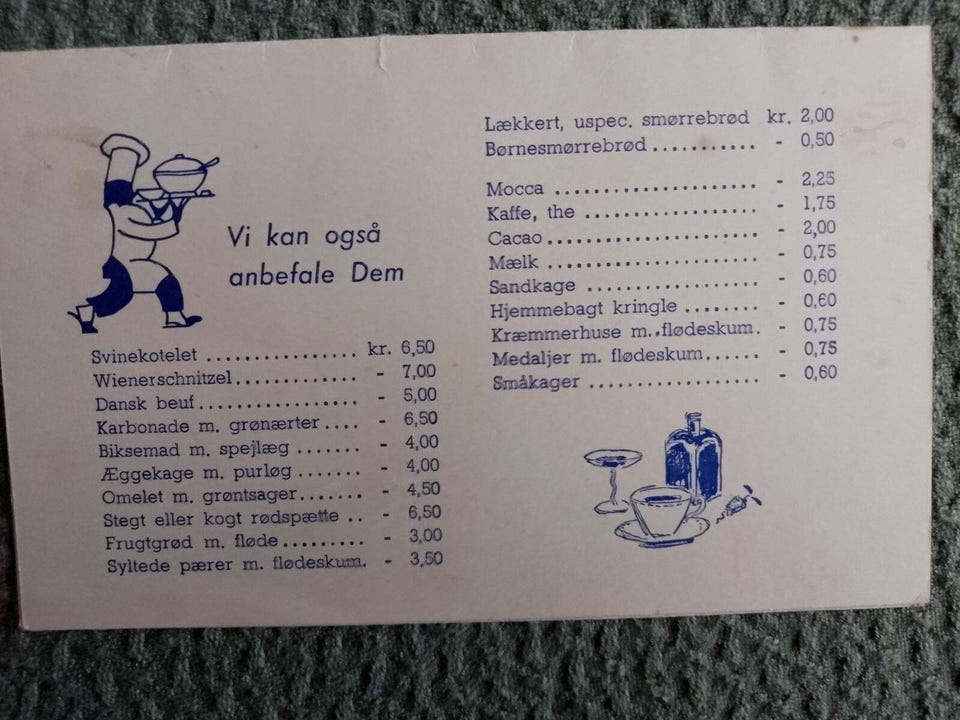 Vi kan også
anbefale Dem
Svinekotelet ................ kr. 6,50
Wienerschnitzel ............. - 7,00
Dansk beuf ................. - 5,00
Karbonade m. grønærter .... - 6,50
Biksemad m. spejlæg ....... - 4,00
Æggekage m. purløg ........ - 4,00
Omelet m. grøntsager ....... - 4,50
Stegt eller kogt rødspætte .. - 6,50
Frugtgrød m. fløde ......... - 3,00
Syltede pærer m. flødeskum. - 3,50
Lækkert, uspec. smørrebrød kr. 2,00
Børnesmørrebrød ........... - 0,50
Mocca ...................... - 2,25
Kaffe, the ................... - 1,75
Cacao ....................... - 2,00
Mælk ....................... - 0,75
Sandkage ................... - 0,60
Hjemmebagt kringle ........ - 0,60
Kræmmerhuse m. flødeskum. - 0,75
Medaljer m. flødeskum ...... - 0,75
Småkager ................... - 0,60